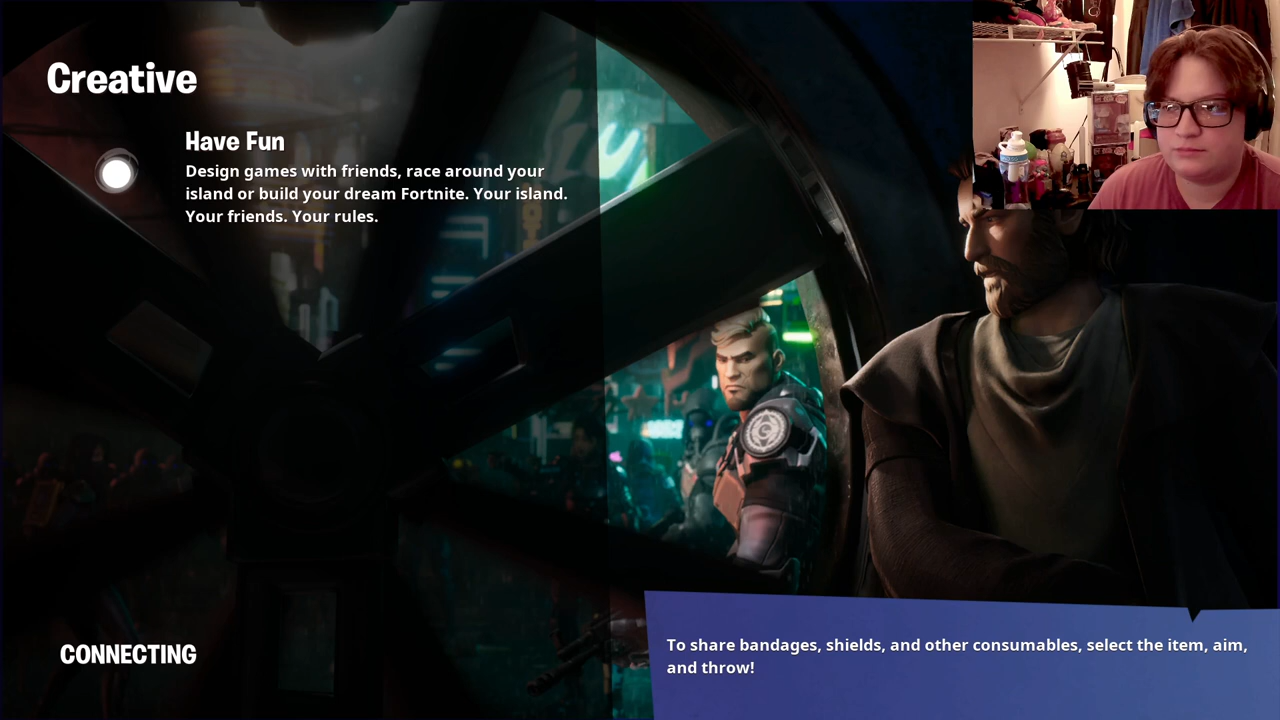 Creative
Have Fun
Design games with friends, race around your
island or build your dream Fortnite. Your island.
Your friends. Your rules.
CONNECTING
To share bandages, shields, and other consumables, select the item, aim,
and throw!